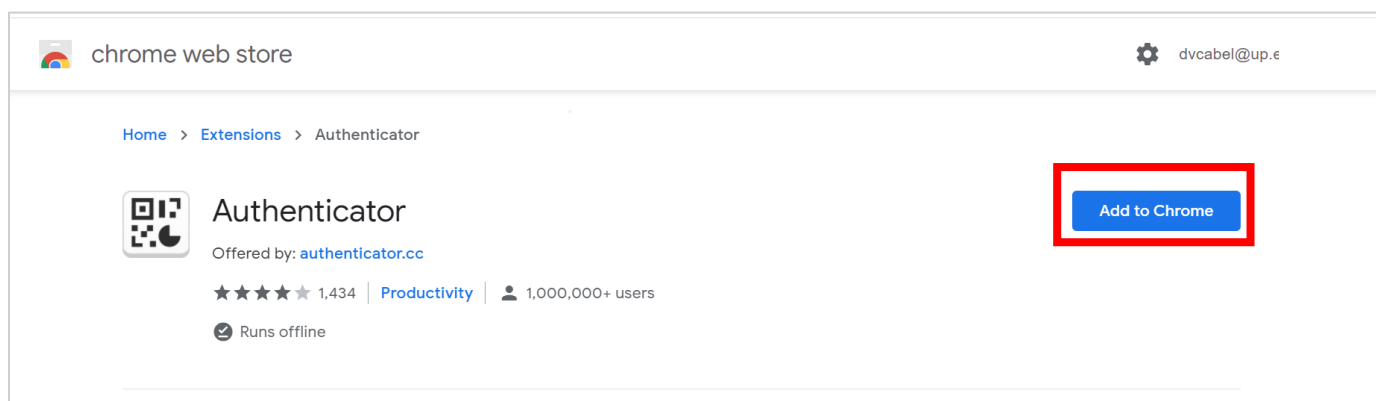 chrome web store
dvcabel@up.e
Home > Extensions > Authenticator
Authenticator
Add to Chrome
Offered by: authenticator.cc
1,434 Productivity 1,000,000+ users
Runs offline